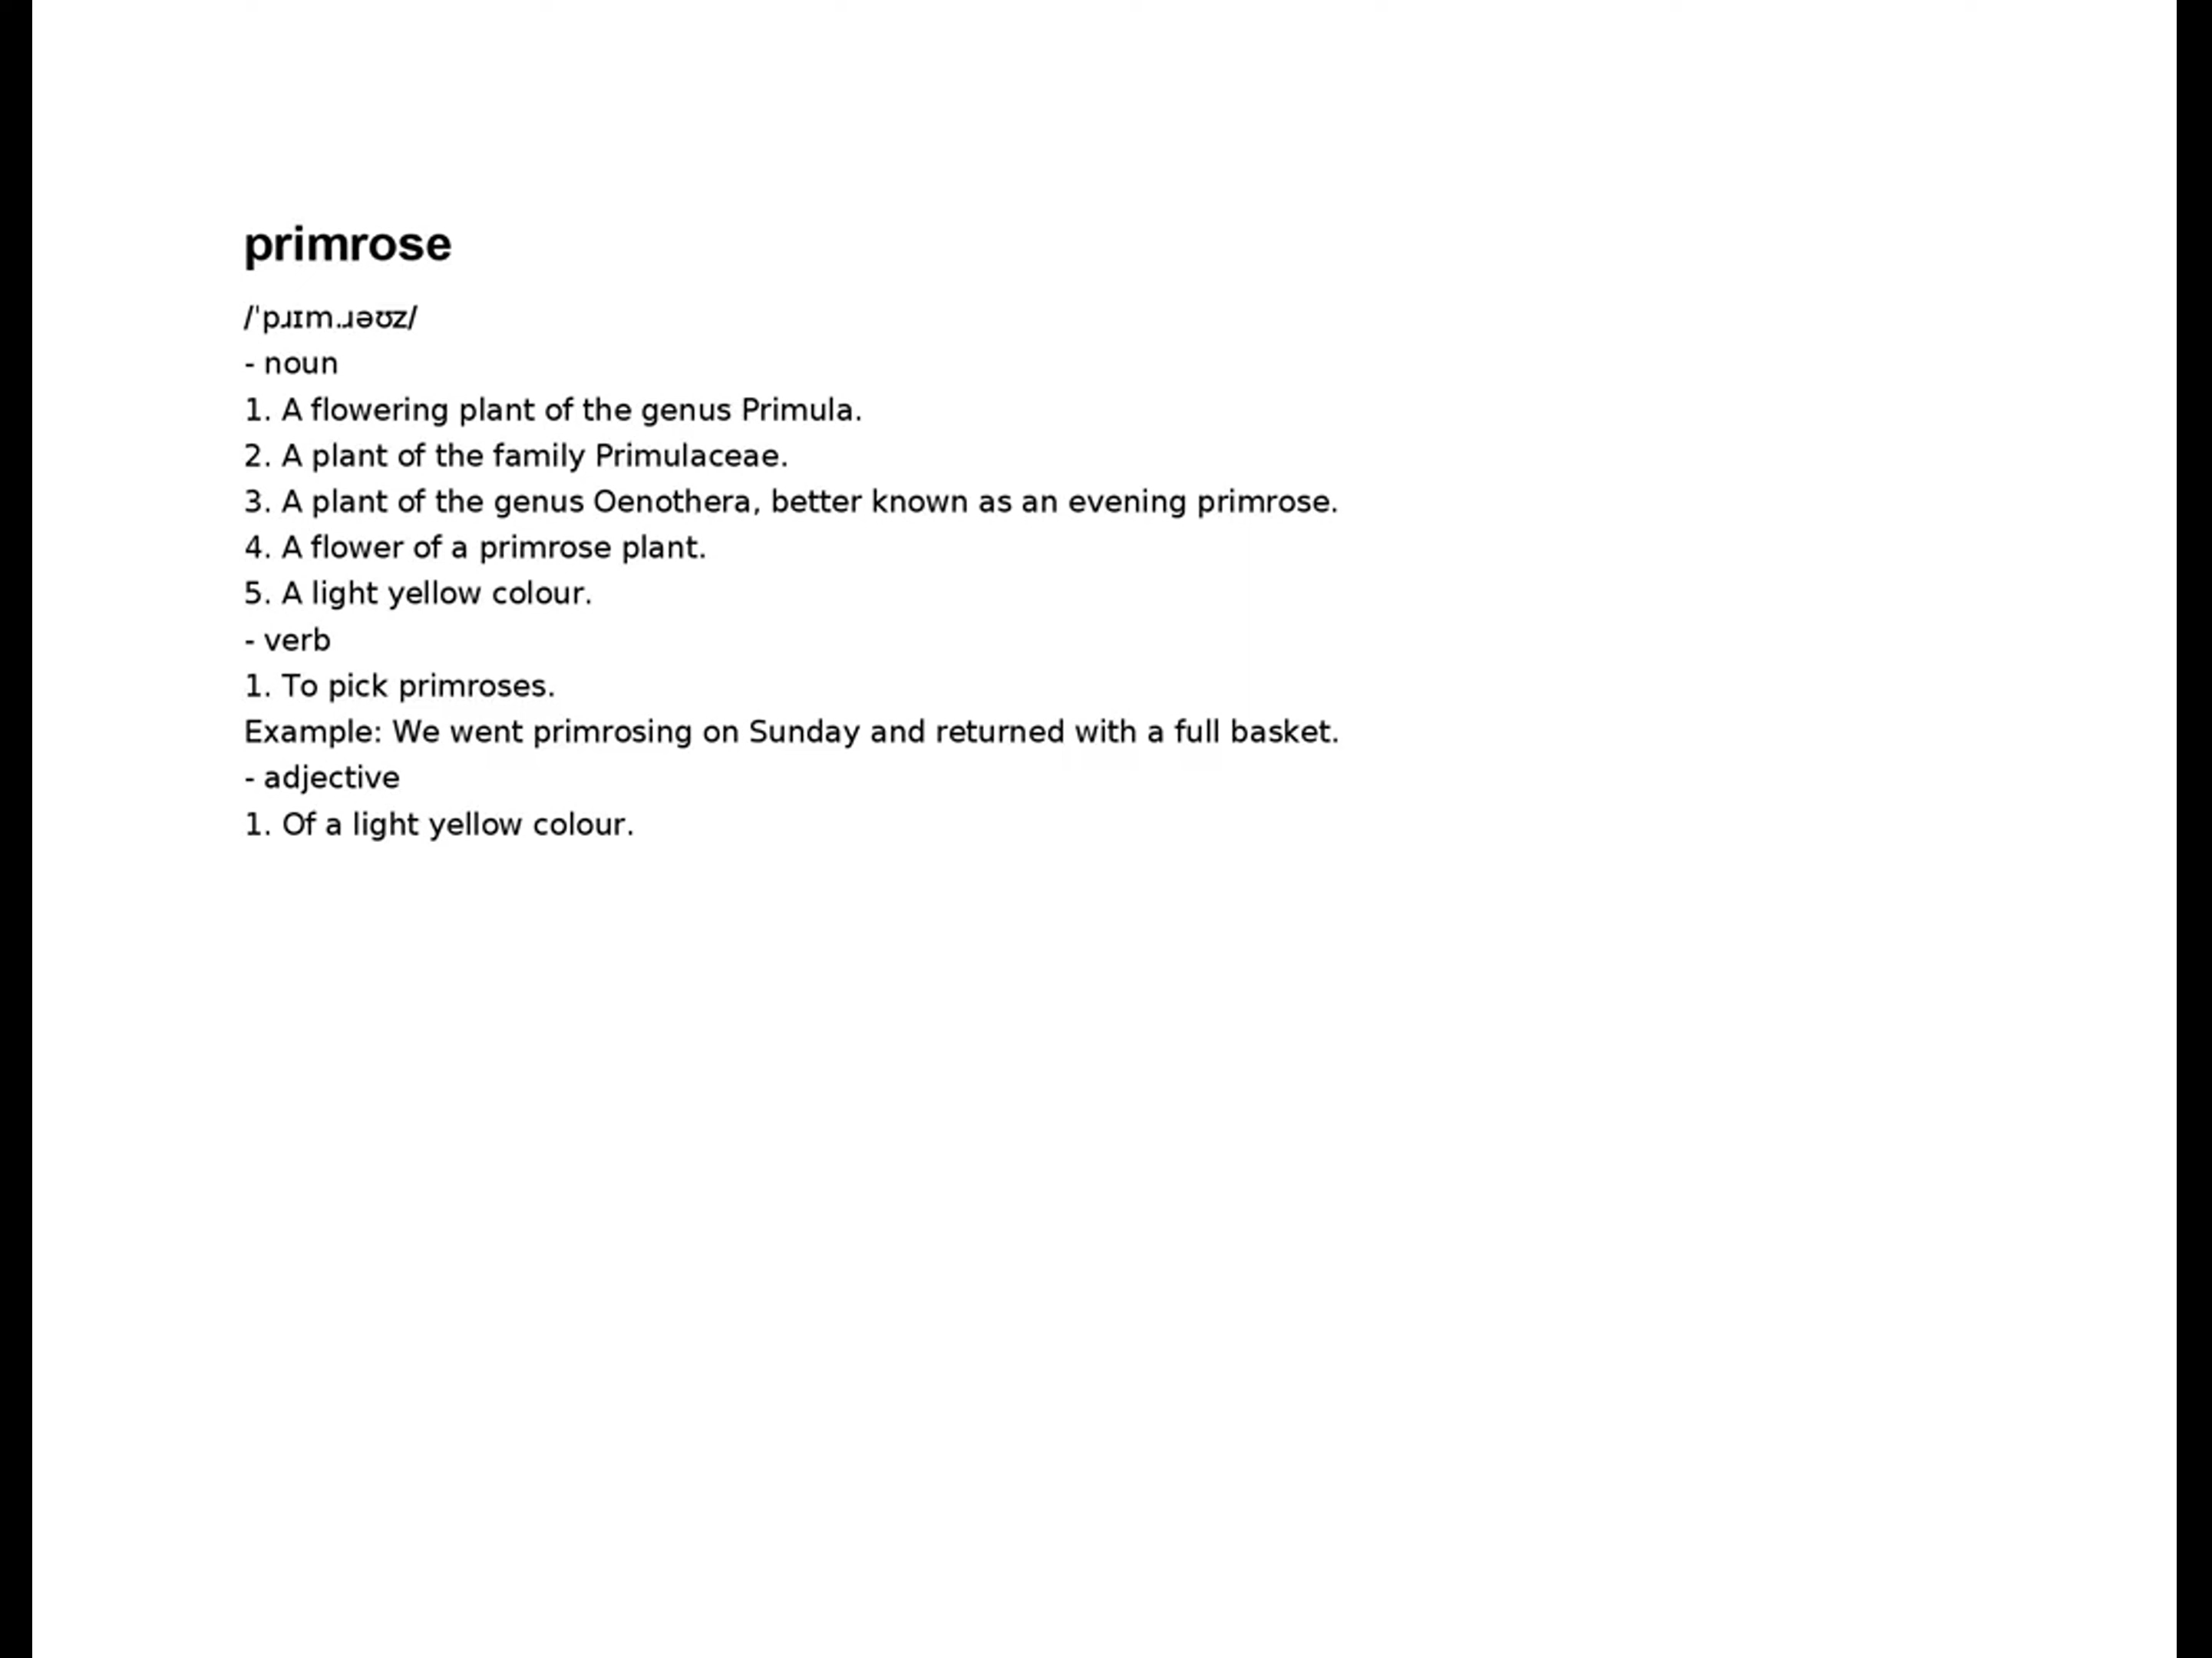 primrose
/ˈpɹɪm.ɹəʊz/
- noun
1. A flowering plant of the genus Primula.
2. A plant of the family Primulaceae.
3. A plant of the genus Oenothera, better known as an evening primrose.
4. A flower of a primrose plant.
5. A light yellow colour.
- verb
1. To pick primroses.
Example: We went primrosing on Sunday and returned with a full basket.
- adjective
1. Of a light yellow colour.